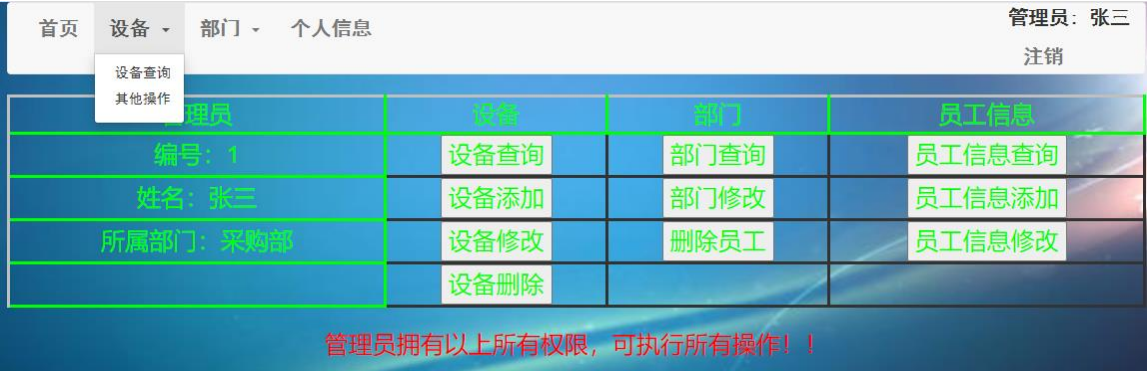 首页 设备 部门 个人信息 管理员：张三
注销
设备查询
其他操作
管理员 设备 部门 员工信息
编号：1 设备查询 部门查询 员工信息查询
姓名：张三 设备添加 部门修改 员工信息添加
所属部门：采购部 设备修改 删除员工 员工信息修改
设备删除
管理员拥有以上所有权限，可执行所有操作！！